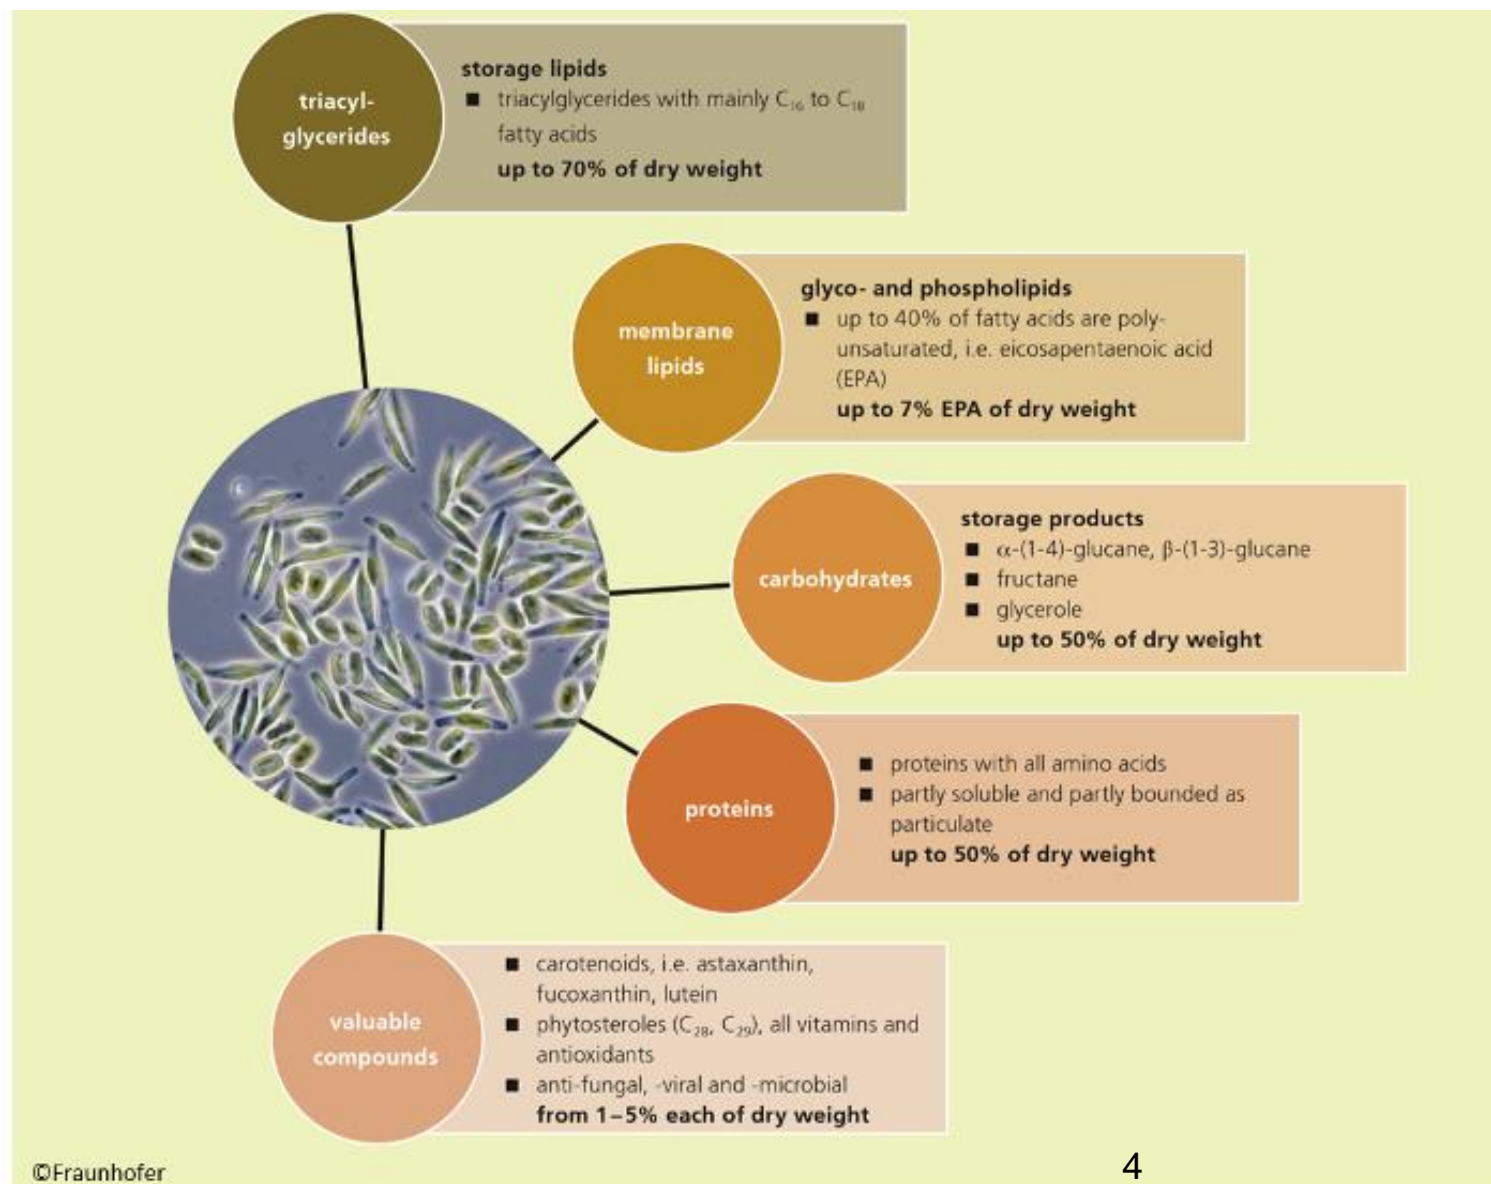 triacyl-
glycerides
storage lipids
■ triacylglycerides with mainly C₁₆ to C₁₈
fatty acids
up to 70% of dry weight
membrane
lipids
glyco- and phospholipids
■ up to 40% of fatty acids are poly-
unsaturated, i.e. eicosapentaenoic acid
(EPA)
up to 7% EPA of dry weight
carbohydrates
storage products
■ α-(1-4)-glucane, β-(1-3)-glucane
■ fructane
■ glycerole
up to 50% of dry weight
proteins
■ proteins with all amino acids
■ partly soluble and partly bounded as
particulate
up to 50% of dry weight
valuable
compounds
■ carotenoids, i.e. astaxanthin,
fucoxanthin, lutein
■ phytosteroles (C₂₈, C₂₉), all vitamins and
antioxidants
■ anti-fungal, -viral and -microbial
from 1–5% each of dry weight
©Fraunhofer
4